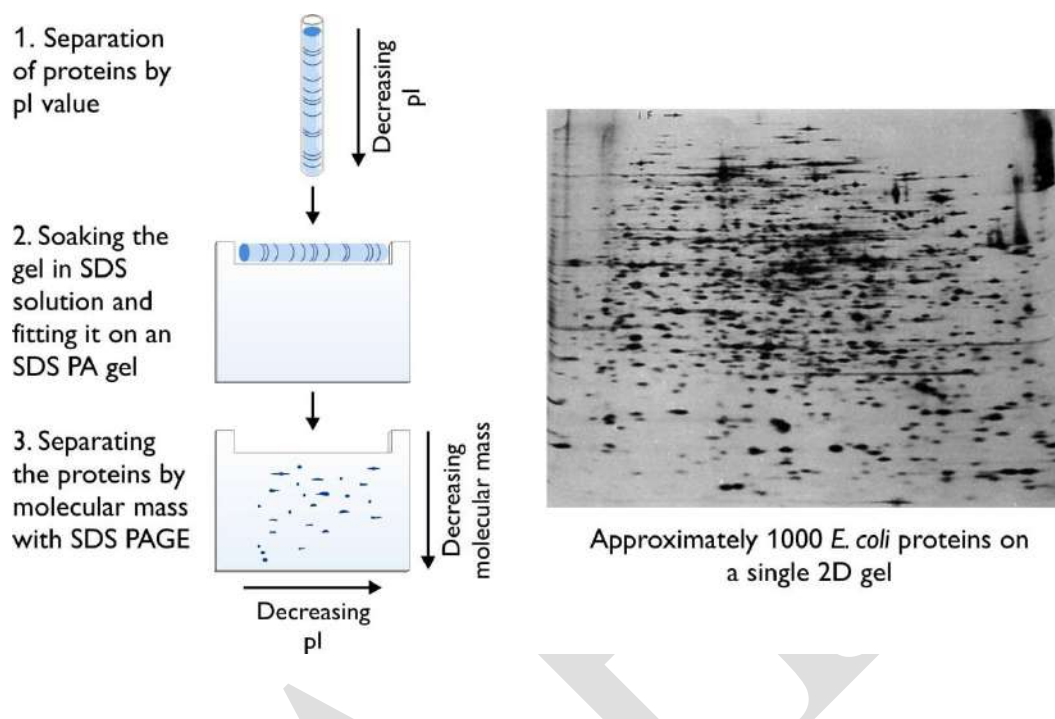 1. Separation
of proteins by
pI value
Decreasing
pI
2. Soaking the
gel in SDS
solution and
fitting it on an
SDS PA gel
3. Separating
the proteins by
molecular mass
with SDS PAGE
Decreasing
molecular mass
Decreasing
pI
Approximately 1000 E. coli proteins on
a single 2D gel